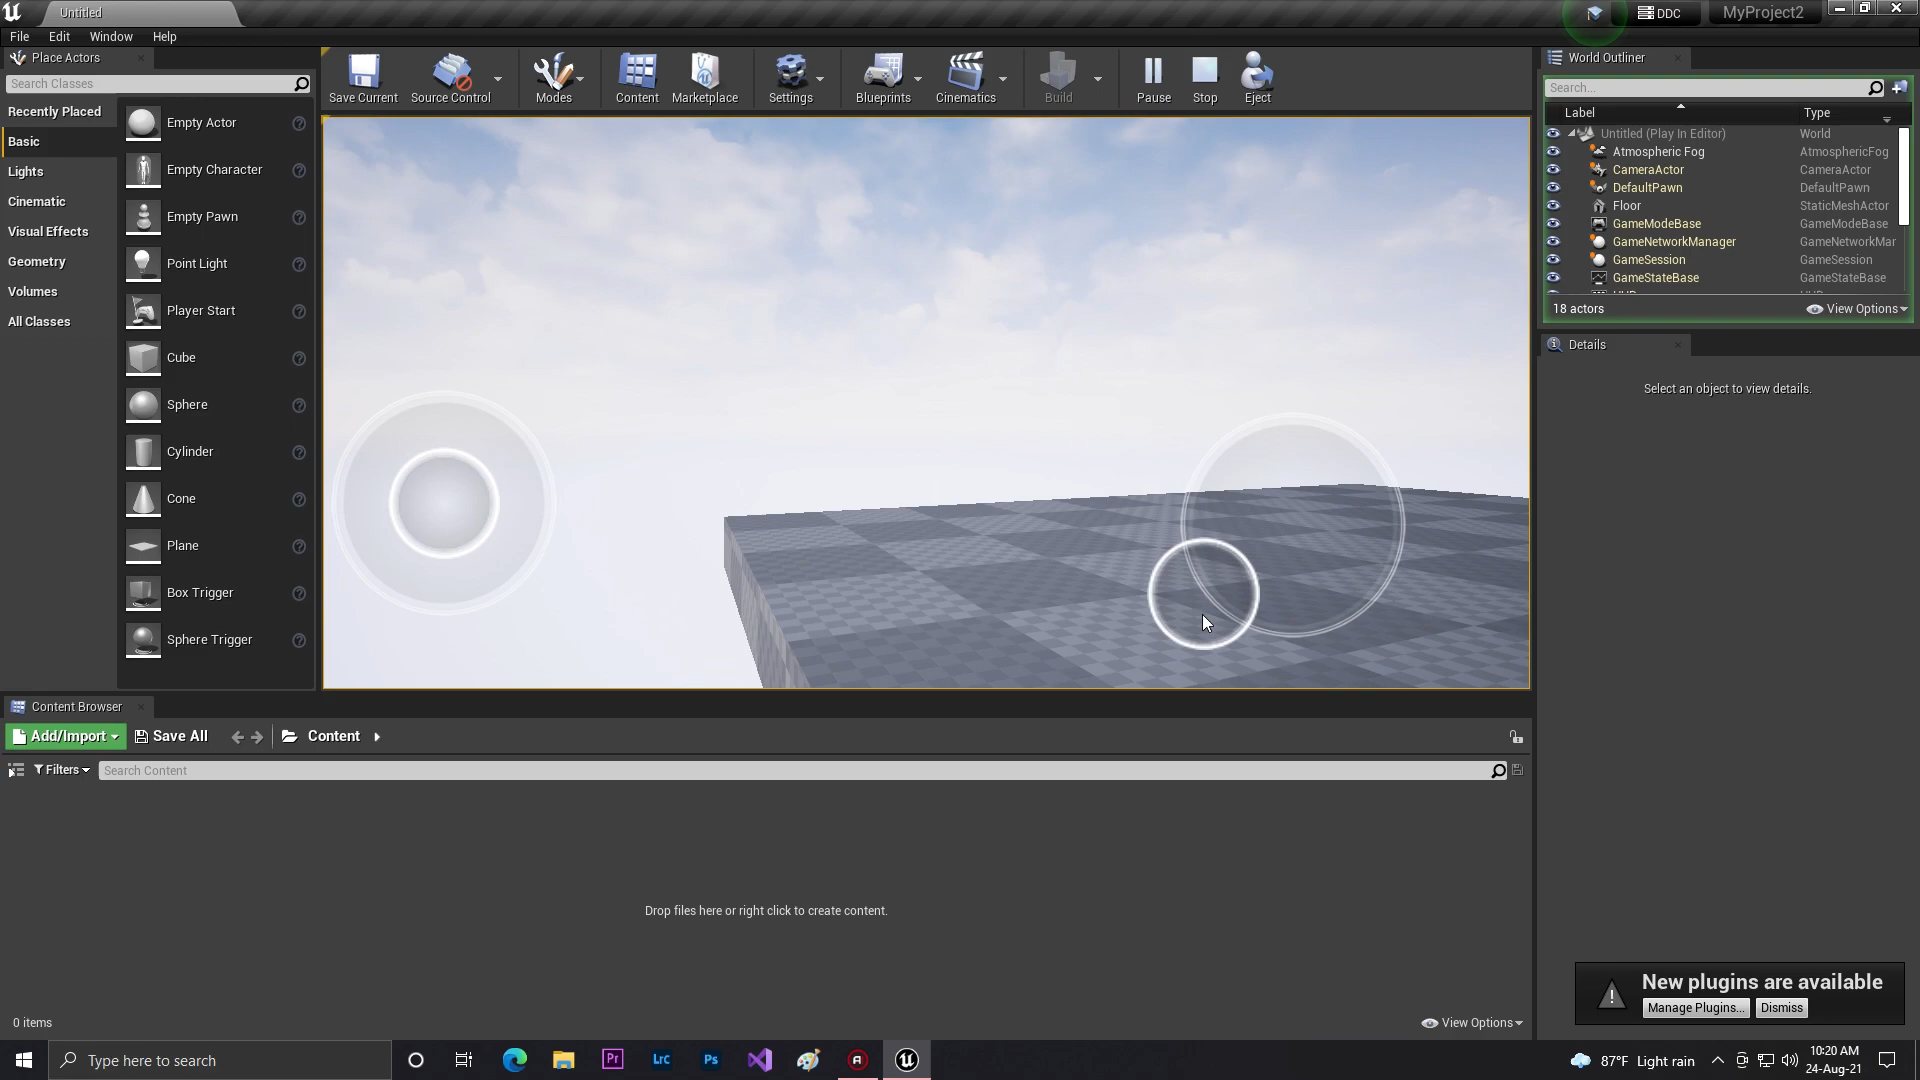 Untitled
DDC
MyProject2
File Edit Window Help
Place Actors
Search Classes
Recently Placed
Basic
Lights
Cinematic
Visual Effects
Geometry
Volumes
All Classes
Empty Actor
Empty Character
Empty Pawn
Point Light
Player Start
Cube
Sphere
Cylinder
Cone
Plane
Box Trigger
Sphere Trigger
Save Current Source Control Modes Content Marketplace Settings Blueprints Cinematics Build Pause Stop Eject
World Outliner
Search...
Label Type
Untitled (Play In Editor) World
Atmospheric Fog AtmosphericFog
CameraActor CameraActor
DefaultPawn DefaultPawn
Floor StaticMeshActor
GameModeBase GameModeBase
GameNetworkManager GameNetworkMar
GameSession GameSession
GameStateBase GameStateBase
18 actors View Options
Details
Select an object to view details.
Content Browser
Add/Import Save All Content
Filters Search Content
Drop files here or right click to create content.
0 items View Options
New plugins are available
Manage Plugins... Dismiss
Type here to search
Pr
Lrc
Ps
87°F Light rain
10:20 AM
24-Aug-21